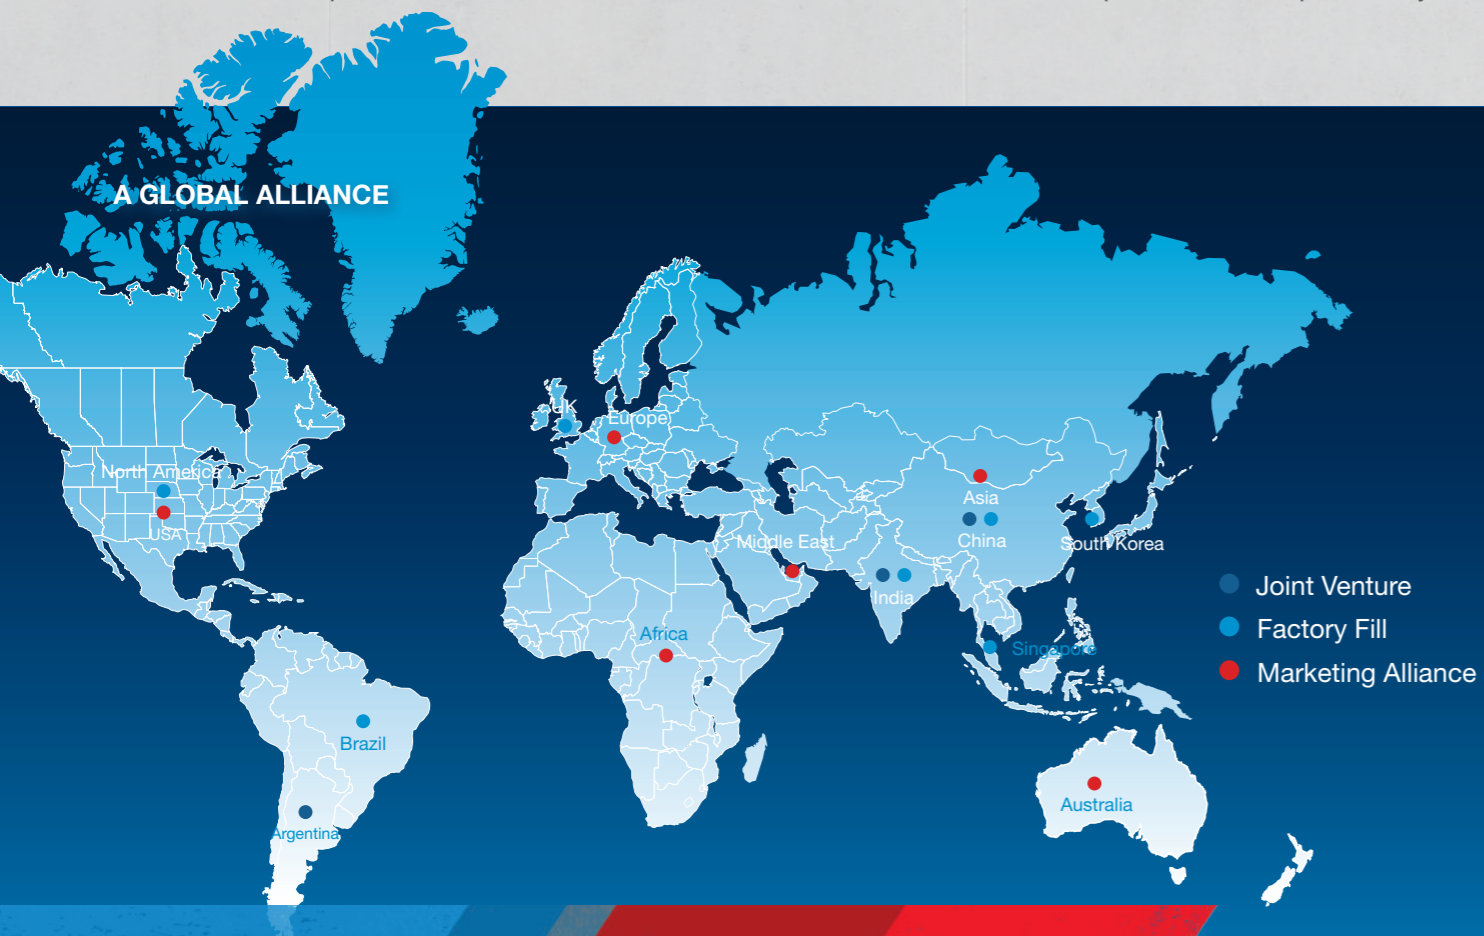 A GLOBAL ALLIANCE
UK
Europe
North America
USA
Asia
China
South Korea
Middle East
India
Joint Venture
Factory Fill
Africa
Singapore
Marketing Alliance
Brazil
Australia
Argentina